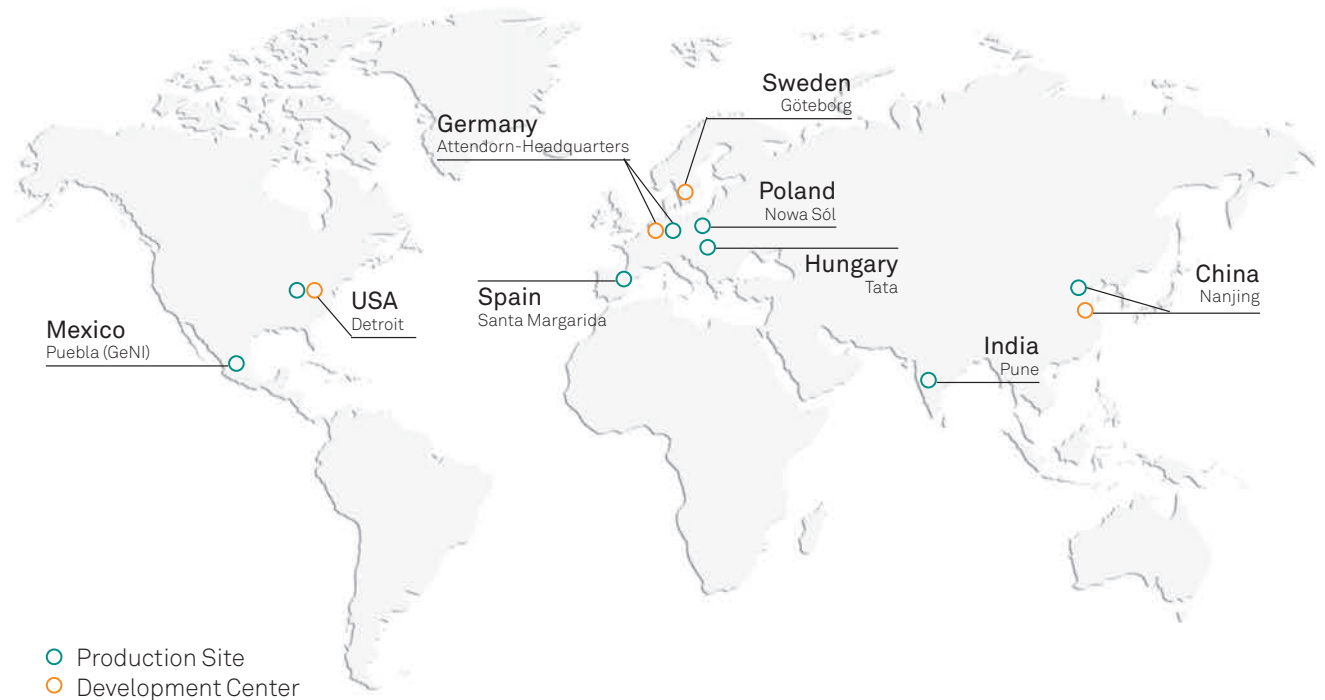 Sweden
Göteborg
Germany
Attendorn-Headquarters
Poland
Nowa Sól
Hungary
Tata
China
Nanjing
Spain
Santa Margarida
USA
Detroit
Mexico
Puebla (GeNI)
India
Pune
Production Site
Development Center